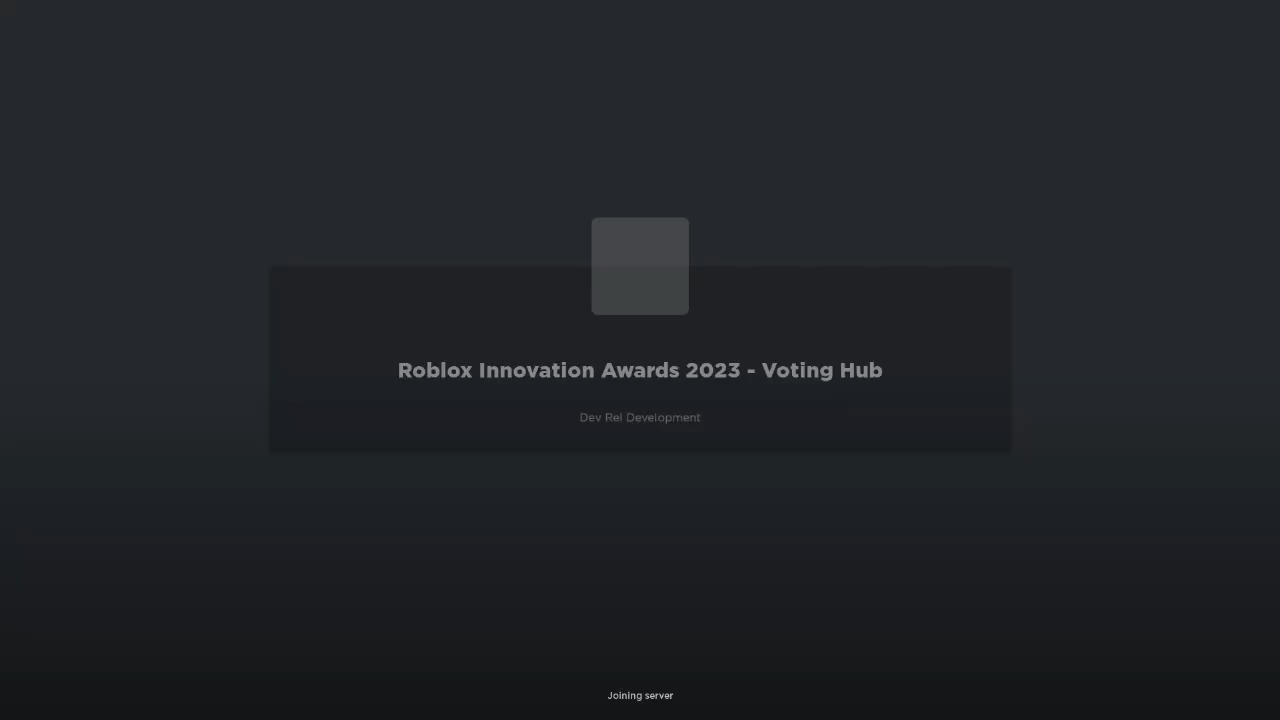 Roblox Innovation Awards 2023 - Voting Hub
Dev Rel Development
Joining server